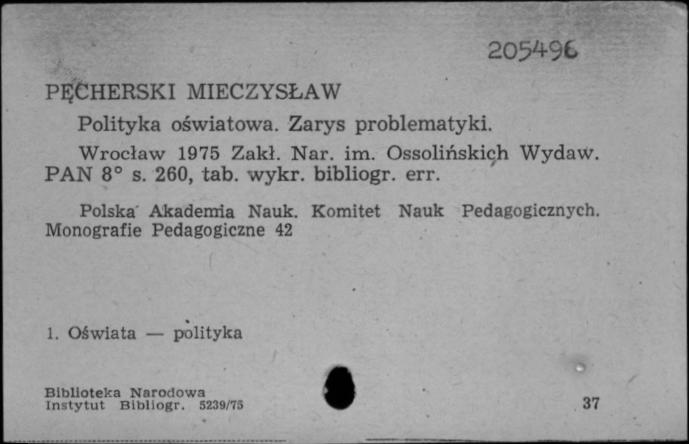 205496
PĘCHERSKI MIECZYSŁAW
Polityka oświatowa. Zarys problematyki.
Wrocław 1975 Zakł. Nar. im. Ossolińskich Wydaw.
PAN 8° s. 260, tab. wykr. bibliogr. err.
Polska Akademia Nauk. Komitet Nauk Pedagogicznych.
Monografie Pedagogiczne 42
1. Oświata — polityka
Biblioteka Narodowa
Instytut Bibliogr. 5239/75
37